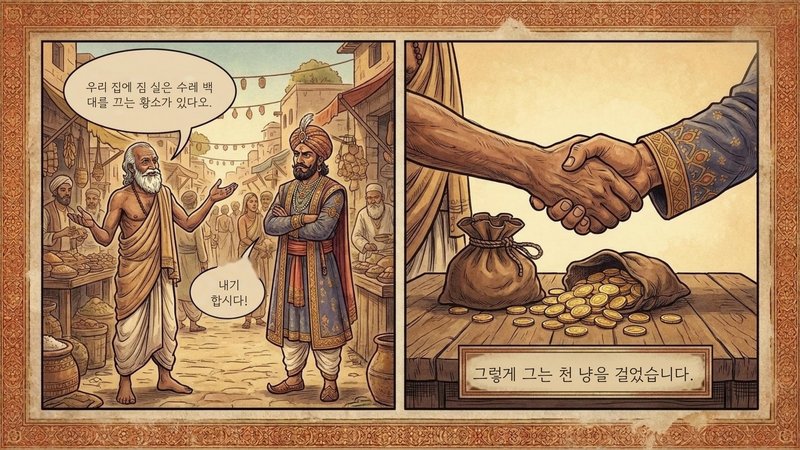 우리 집에 짐 실은 수레 백
대를 끄는 황소가 있다오.
내기
합시다!
그렇게 그는 천 냥을 걸었습니다.